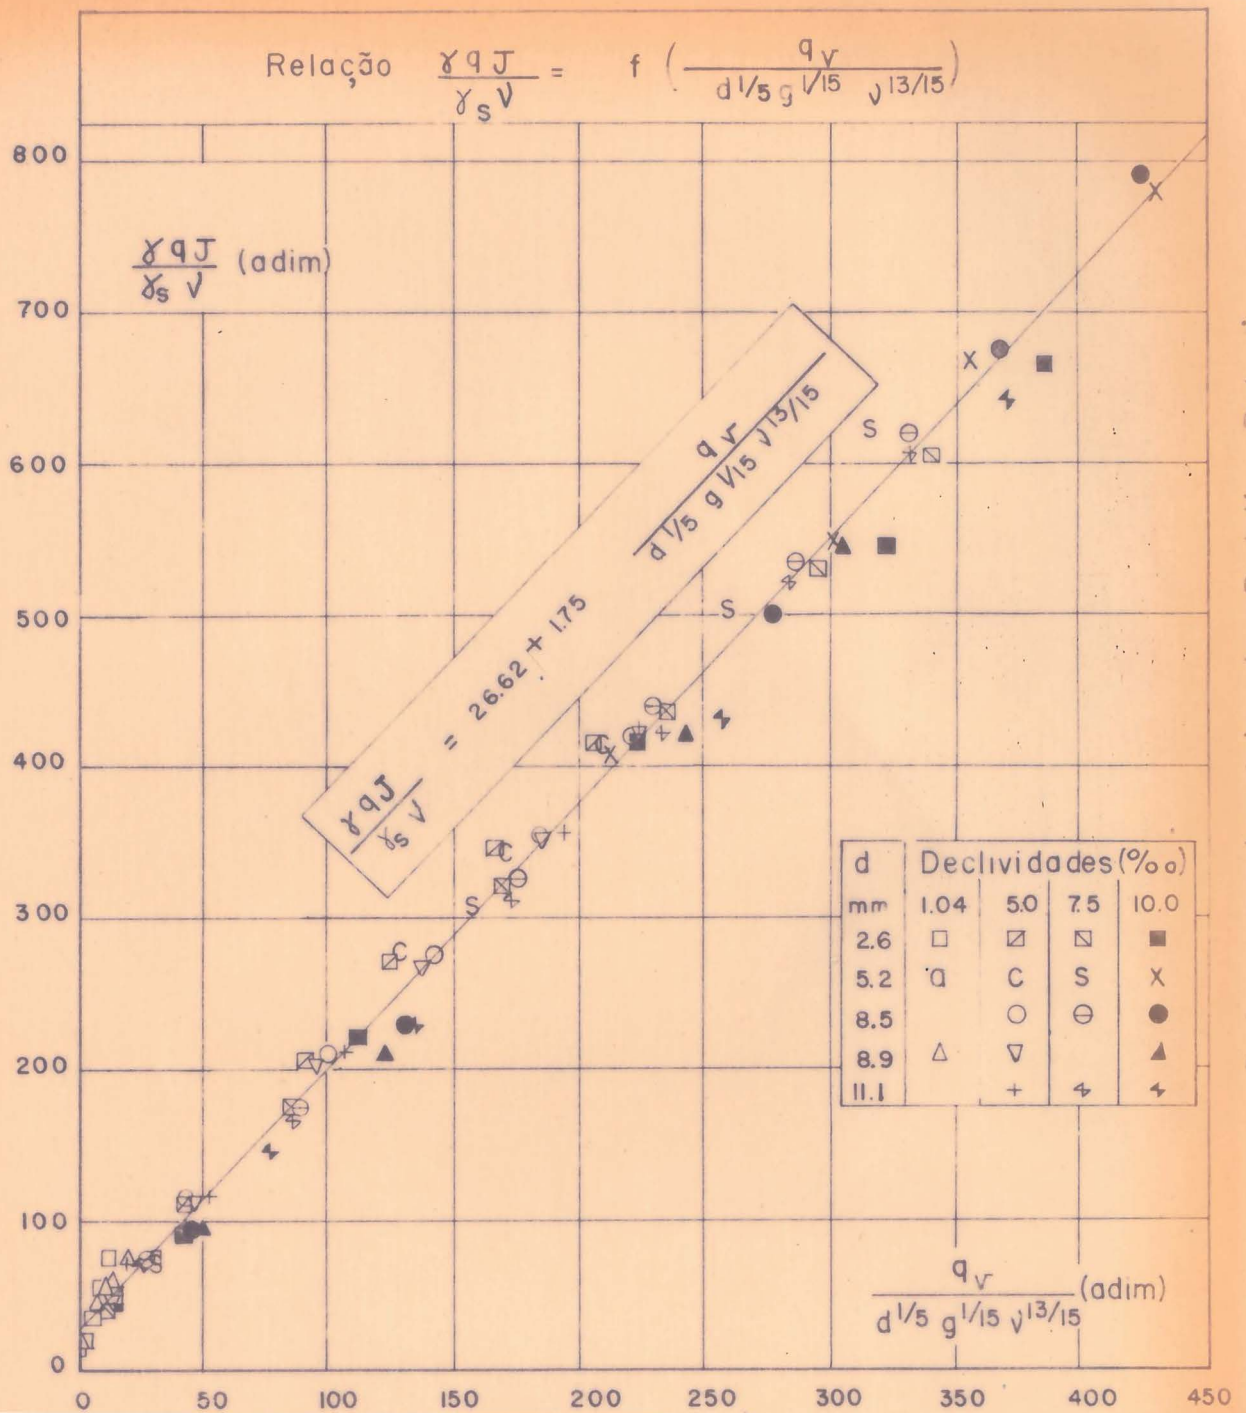 Relação γqJ/γsν = f (qv/d^1/5 g^1/15 ν^13/15)
800
γqJ/γsν (adim)
700
600
500
400
300
200
100
0
γqJ/γsν = 26.62 + 1.75 qv/d^1/5 g^1/15 ν^13/15
d Declividades (%o)
mm 1.04 5.0 7.5 10.0
2.6
5.2 a C S X
8.5
8.9
11.1 +
qv/d^1/5 g^1/15 ν^13/15 (adim)
0 50 100 150 200 250 300 350 400 450